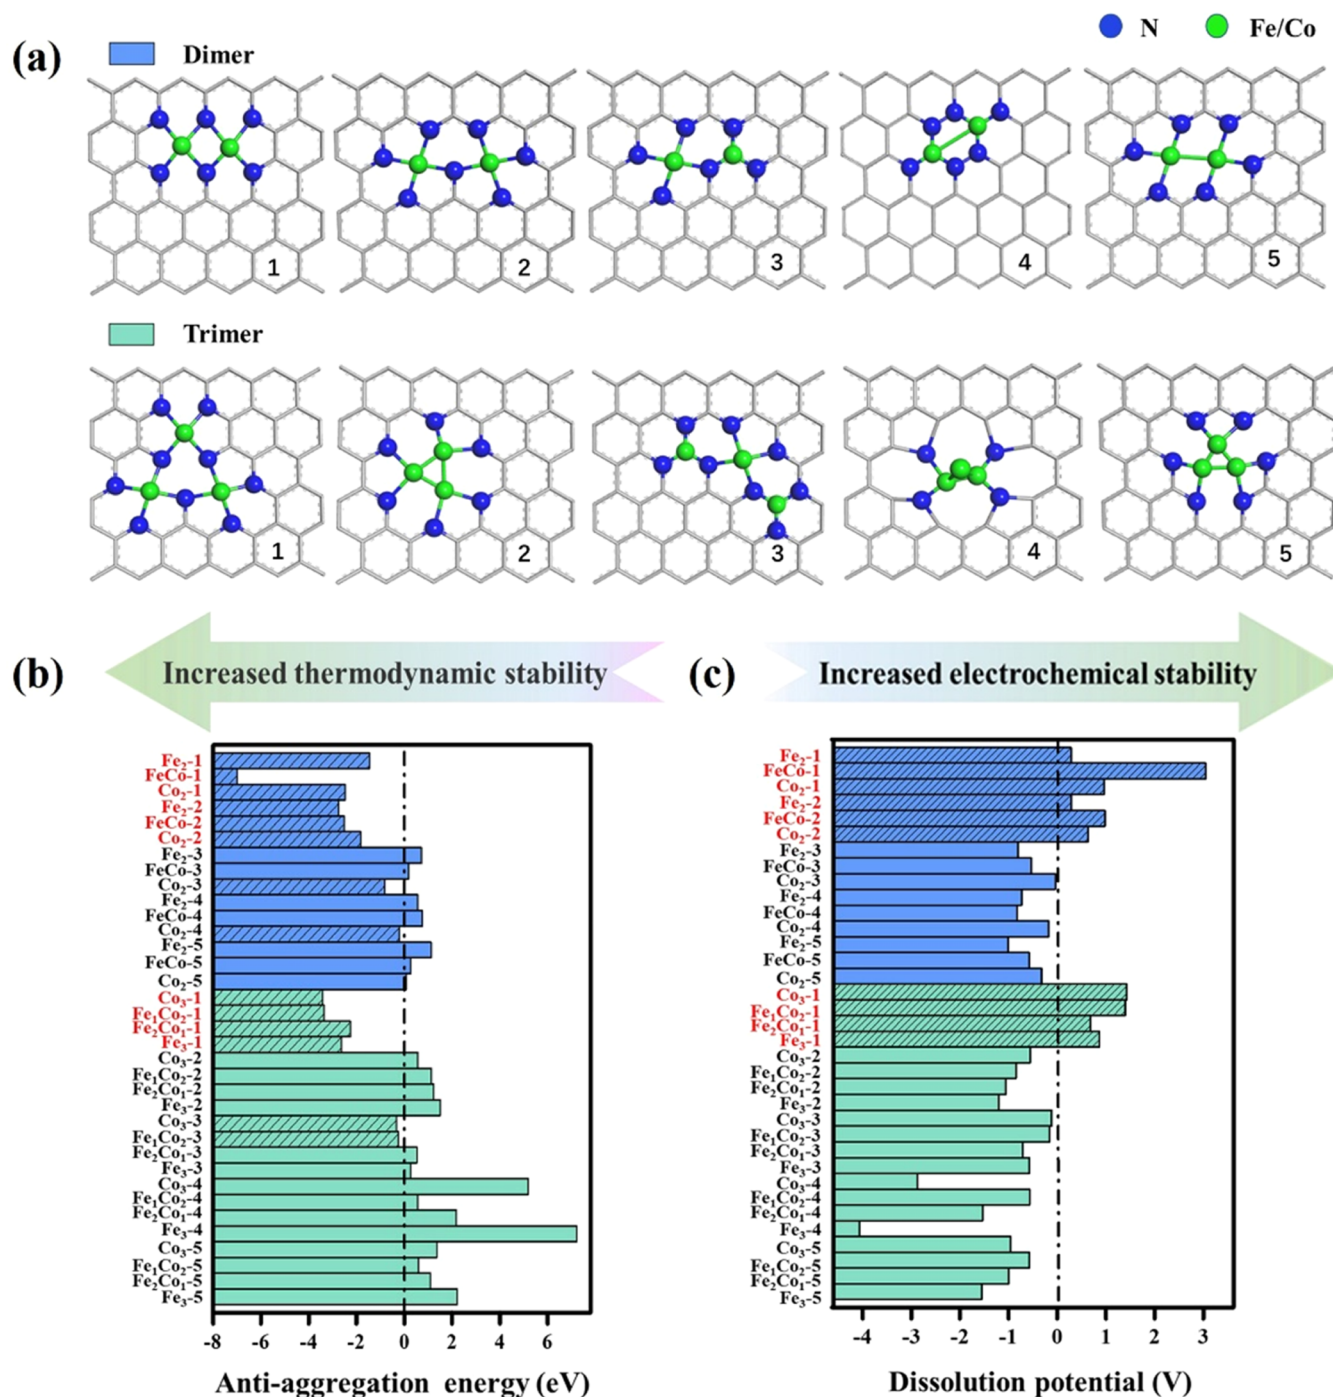 (a)
Dimer
N
Fe/Co
1
2
3
4
5
Trimer
1
2
3
4
5
(b)
Increased thermodynamic stability
Fe₂-1
FeCo-1
Co₂-1
Fe₂-2
FeCo-2
Co₂-2
Fe₂-3
FeCo-3
Co₂-3
Fe₂-4
FeCo-4
Co₂-4
Fe₂-5
FeCo-5
Co₂-5
Co₃-1
Fe₁Co₂-1
Fe₂Co₁-1
Fe₃-1
Co₃-2
Fe₁Co₂-2
Fe₂Co₁-2
Fe₃-2
Co₃-3
Fe₁Co₂-3
Fe₂Co₁-3
Fe₃-3
Co₃-4
Fe₁Co₂-4
Fe₂Co₁-4
Fe₃-4
Co₃-5
Fe₁Co₂-5
Fe₂Co₁-5
Fe₃-5
-8 -6 -4 -2 0 2 4 6
Anti-aggregation energy (eV)
(c)
Increased electrochemical stability
Fe₂-1
FeCo-1
Co₂-1
Fe₂-2
FeCo-2
Co₂-2
Fe₂-3
FeCo-3
Co₂-3
Fe₂-4
FeCo-4
Co₂-4
Fe₂-5
FeCo-5
Co₂-5
Co₃-1
Fe₁Co₂-1
Fe₂Co₁-1
Fe₃-1
Co₃-2
Fe₁Co₂-2
Fe₂Co₁-2
Fe₃-2
Co₃-3
Fe₁Co₂-3
Fe₂Co₁-3
Fe₃-3
Co₃-4
Fe₁Co₂-4
Fe₂Co₁-4
Fe₃-4
Co₃-5
Fe₁Co₂-5
Fe₂Co₁-5
Fe₃-5
-4 -3 -2 -1 0 1 2 3
Dissolution potential (V)